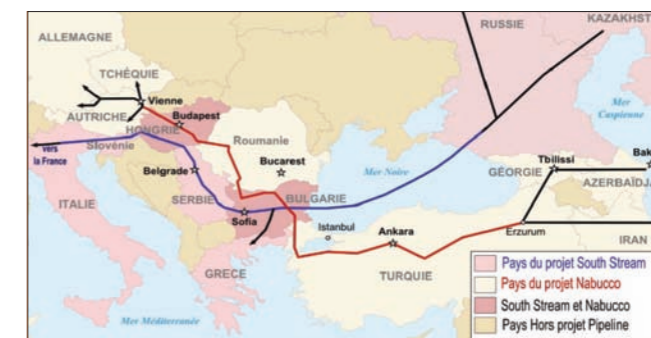 RUSSIE
KAZAKHST
ALLEMAGNE
TCHÉQUIE
Vienne
AUTRICHE
Budapest
HONGRIE
vers
la France
Slovénie
Roumanie
Mer
Caspienne
Belgrade
Bucarest
Mer Noire
Tbilissi
Bak
GÉORGIE
AZERBAÏDJA
ITALIE
SERBIE
BULGARIE
Sofia
Istanbul
Ankara
Erzurum
IRAN
GRECE
TURQUIE
Mer Méditerranée
Pays du projet South Stream
Pays du projet Nabucco
South Stream et Nabucco
Pays Hors projet Pipeline